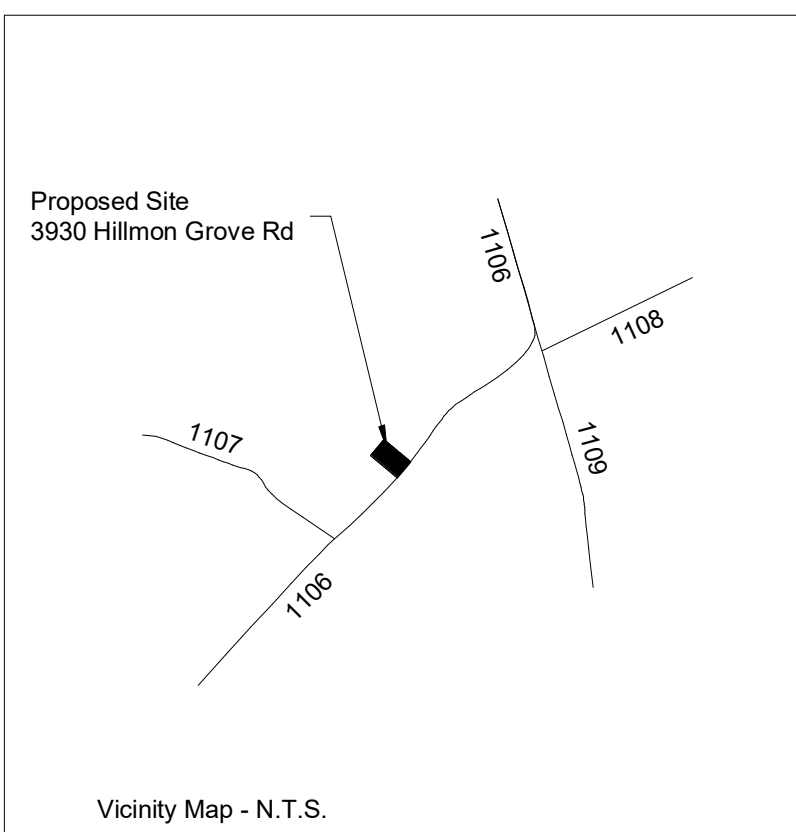 Proposed Site
3930 Hillmon Grove Rd
1106
1108
1107
1109
1106
Vicinity Map - N.T.S.